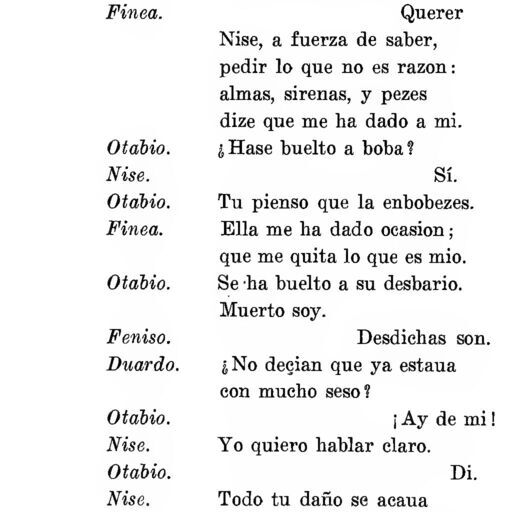 Finea. Querer
Nise, a fuerza de saber,
pedir lo que no es razon:
almas, sirenas, y pezes
dize que me ha dado a mi.
Otabio. ¿Hase buelto a boba?
Nise. Sí.
Otabio. Tu pienso que la enbobezes.
Finea. Ella me ha dado ocasion;
que me quita lo que es mio.
Otabio. Se ha buelto a su desbario.
Muerto soy.
Feniso. Desdichas son.
Duardo. ¿No deçian que ya estaua
con mucho seso?
Otabio. ¡Ay de mi!
Nise. Yo quiero hablar claro.
Otabio. Di.
Nise. Todo tu daño se acaua